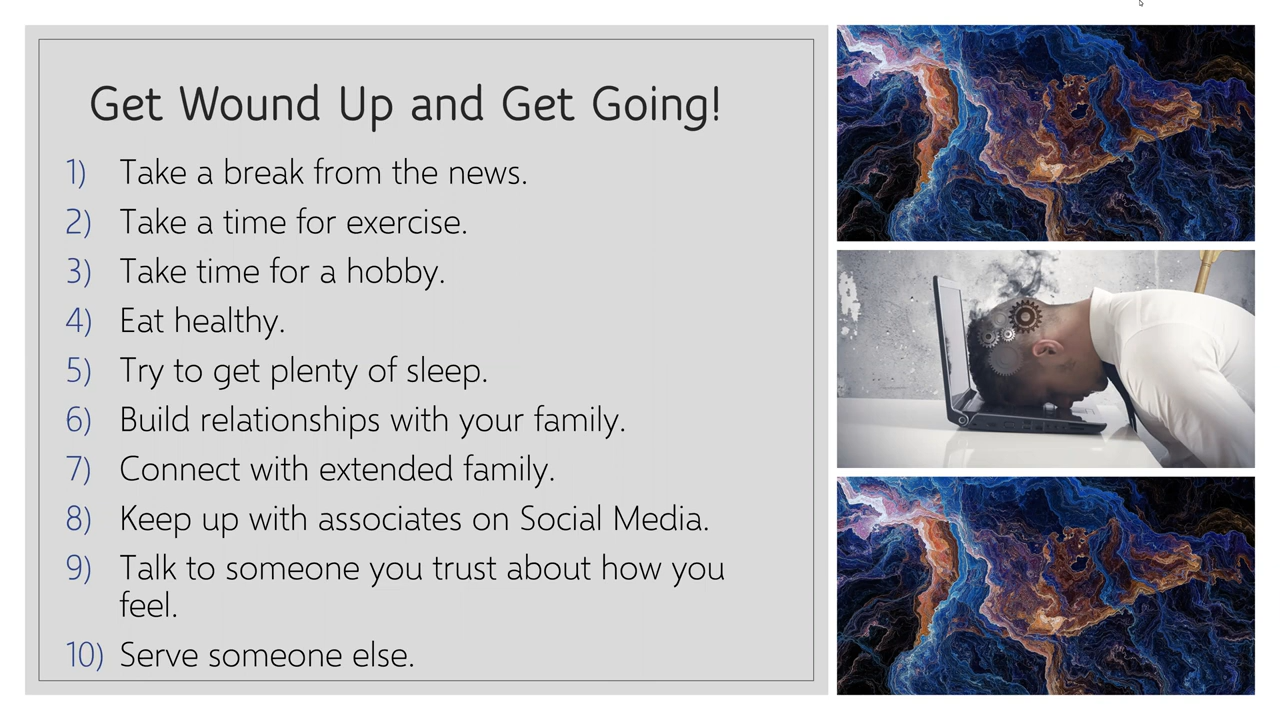 Get Wound Up and Get Going!
1) Take a break from the news.
2) Take a time for exercise.
3) Take time for a hobby.
4) Eat healthy.
5) Try to get plenty of sleep.
6) Build relationships with your family.
7) Connect with extended family.
8) Keep up with associates on Social Media.
9) Talk to someone you trust about how you
feel.
10) Serve someone else.